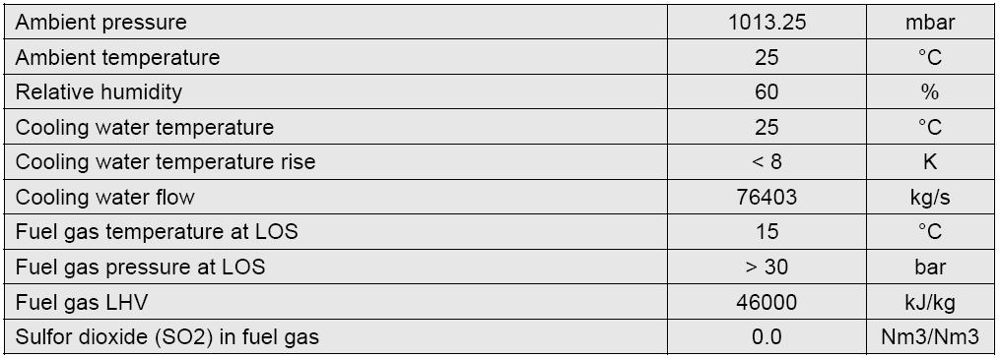 Ambient pressure 1013.25 mbar
Ambient temperature 25 °C
Relative humidity 60 %
Cooling water temperature 25 °C
Cooling water temperature rise < 8 K
Cooling water flow 76403 kg/s
Fuel gas temperature at LOS 15 °C
Fuel gas pressure at LOS > 30 bar
Fuel gas LHV 46000 kJ/kg
Sulfor dioxide (SO2) in fuel gas 0.0 Nm3/Nm3